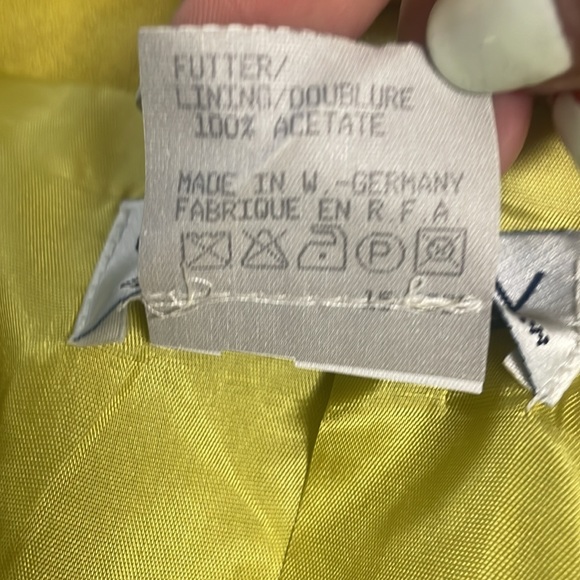 FUTTER/
LINING/DOUBLURE
100% ACETATE
MADE IN W.-GERMANY
FABRIQUE EN R.F.A.
P